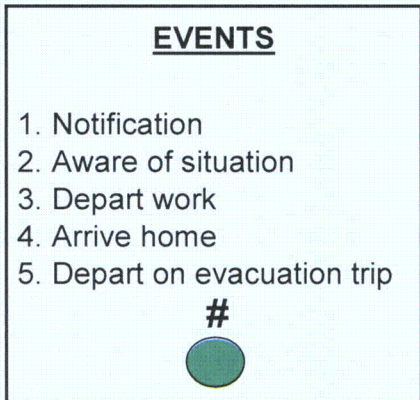 EVENTS
1. Notification
2. Aware of situation
3. Depart work
4. Arrive home
5. Depart on evacuation trip
#